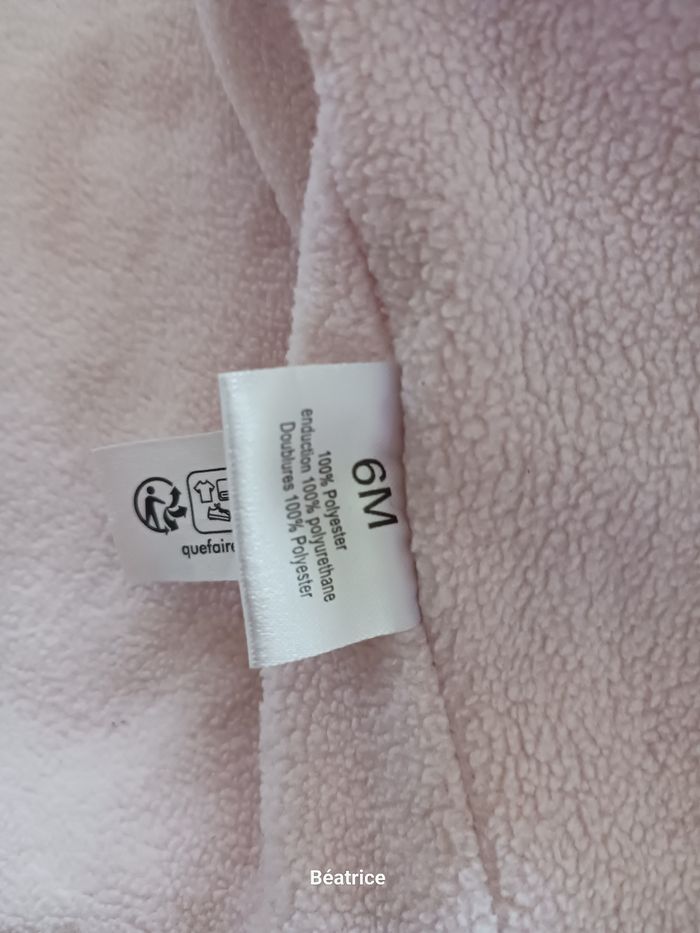 6M
100% Polyester
enduction 100% polyurethane
Doublures 100% Polyester
quefaire
Béatrice